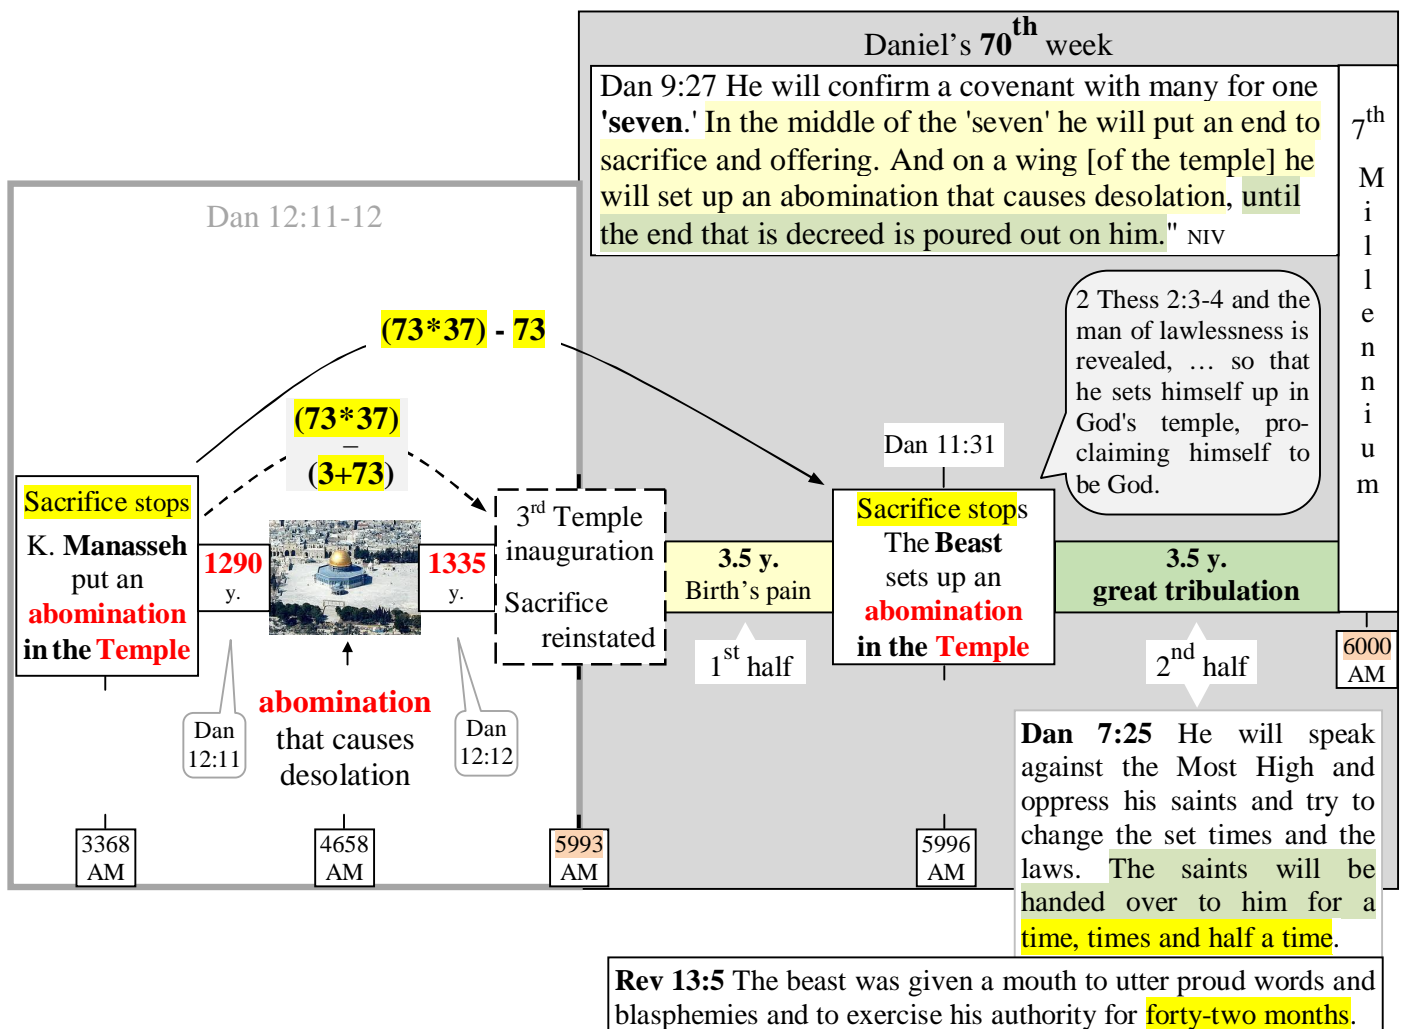 Daniel's 70th week
Dan 9:27 He will confirm a covenant with many for one
'seven.' In the middle of the 'seven' he will put an end to
sacrifice and offering. And on a wing [of the temple] he
will set up an abomination that causes desolation, until
the end that is decreed is poured out on him." NIV
7th
M
i
l
l
e
n
n
i
u
m
Dan 12:11-12
(73*37) - 73
2 Thess 2:3-4 and the
man of lawlessness is
revealed, … so that
he sets himself up in
God's temple, pro-
claiming himself to
be God.
(73*37)
–
(3+73)
Dan 11:31
Sacrifice stops
K. Manasseh
put an
abomination
in the Temple
1290
y.
1335
y.
3rd Temple
inauguration
Sacrifice
reinstated
3.5 y.
Birth's pain
Sacrifice stops
The Beast
sets up an
abomination
in the Temple
3.5 y.
great tribulation
1st half
2nd half
6000
AM
Dan
12:11
abomination
that causes
desolation
Dan
12:12
Dan 7:25 He will speak
against the Most High and
oppress his saints and try to
change the set times and the
laws. The saints will be
handed over to him for a
time, times and half a time.
3368
AM
4658
AM
5993
AM
5996
AM
Rev 13:5 The beast was given a mouth to utter proud words and
blasphemies and to exercise his authority for forty-two months.